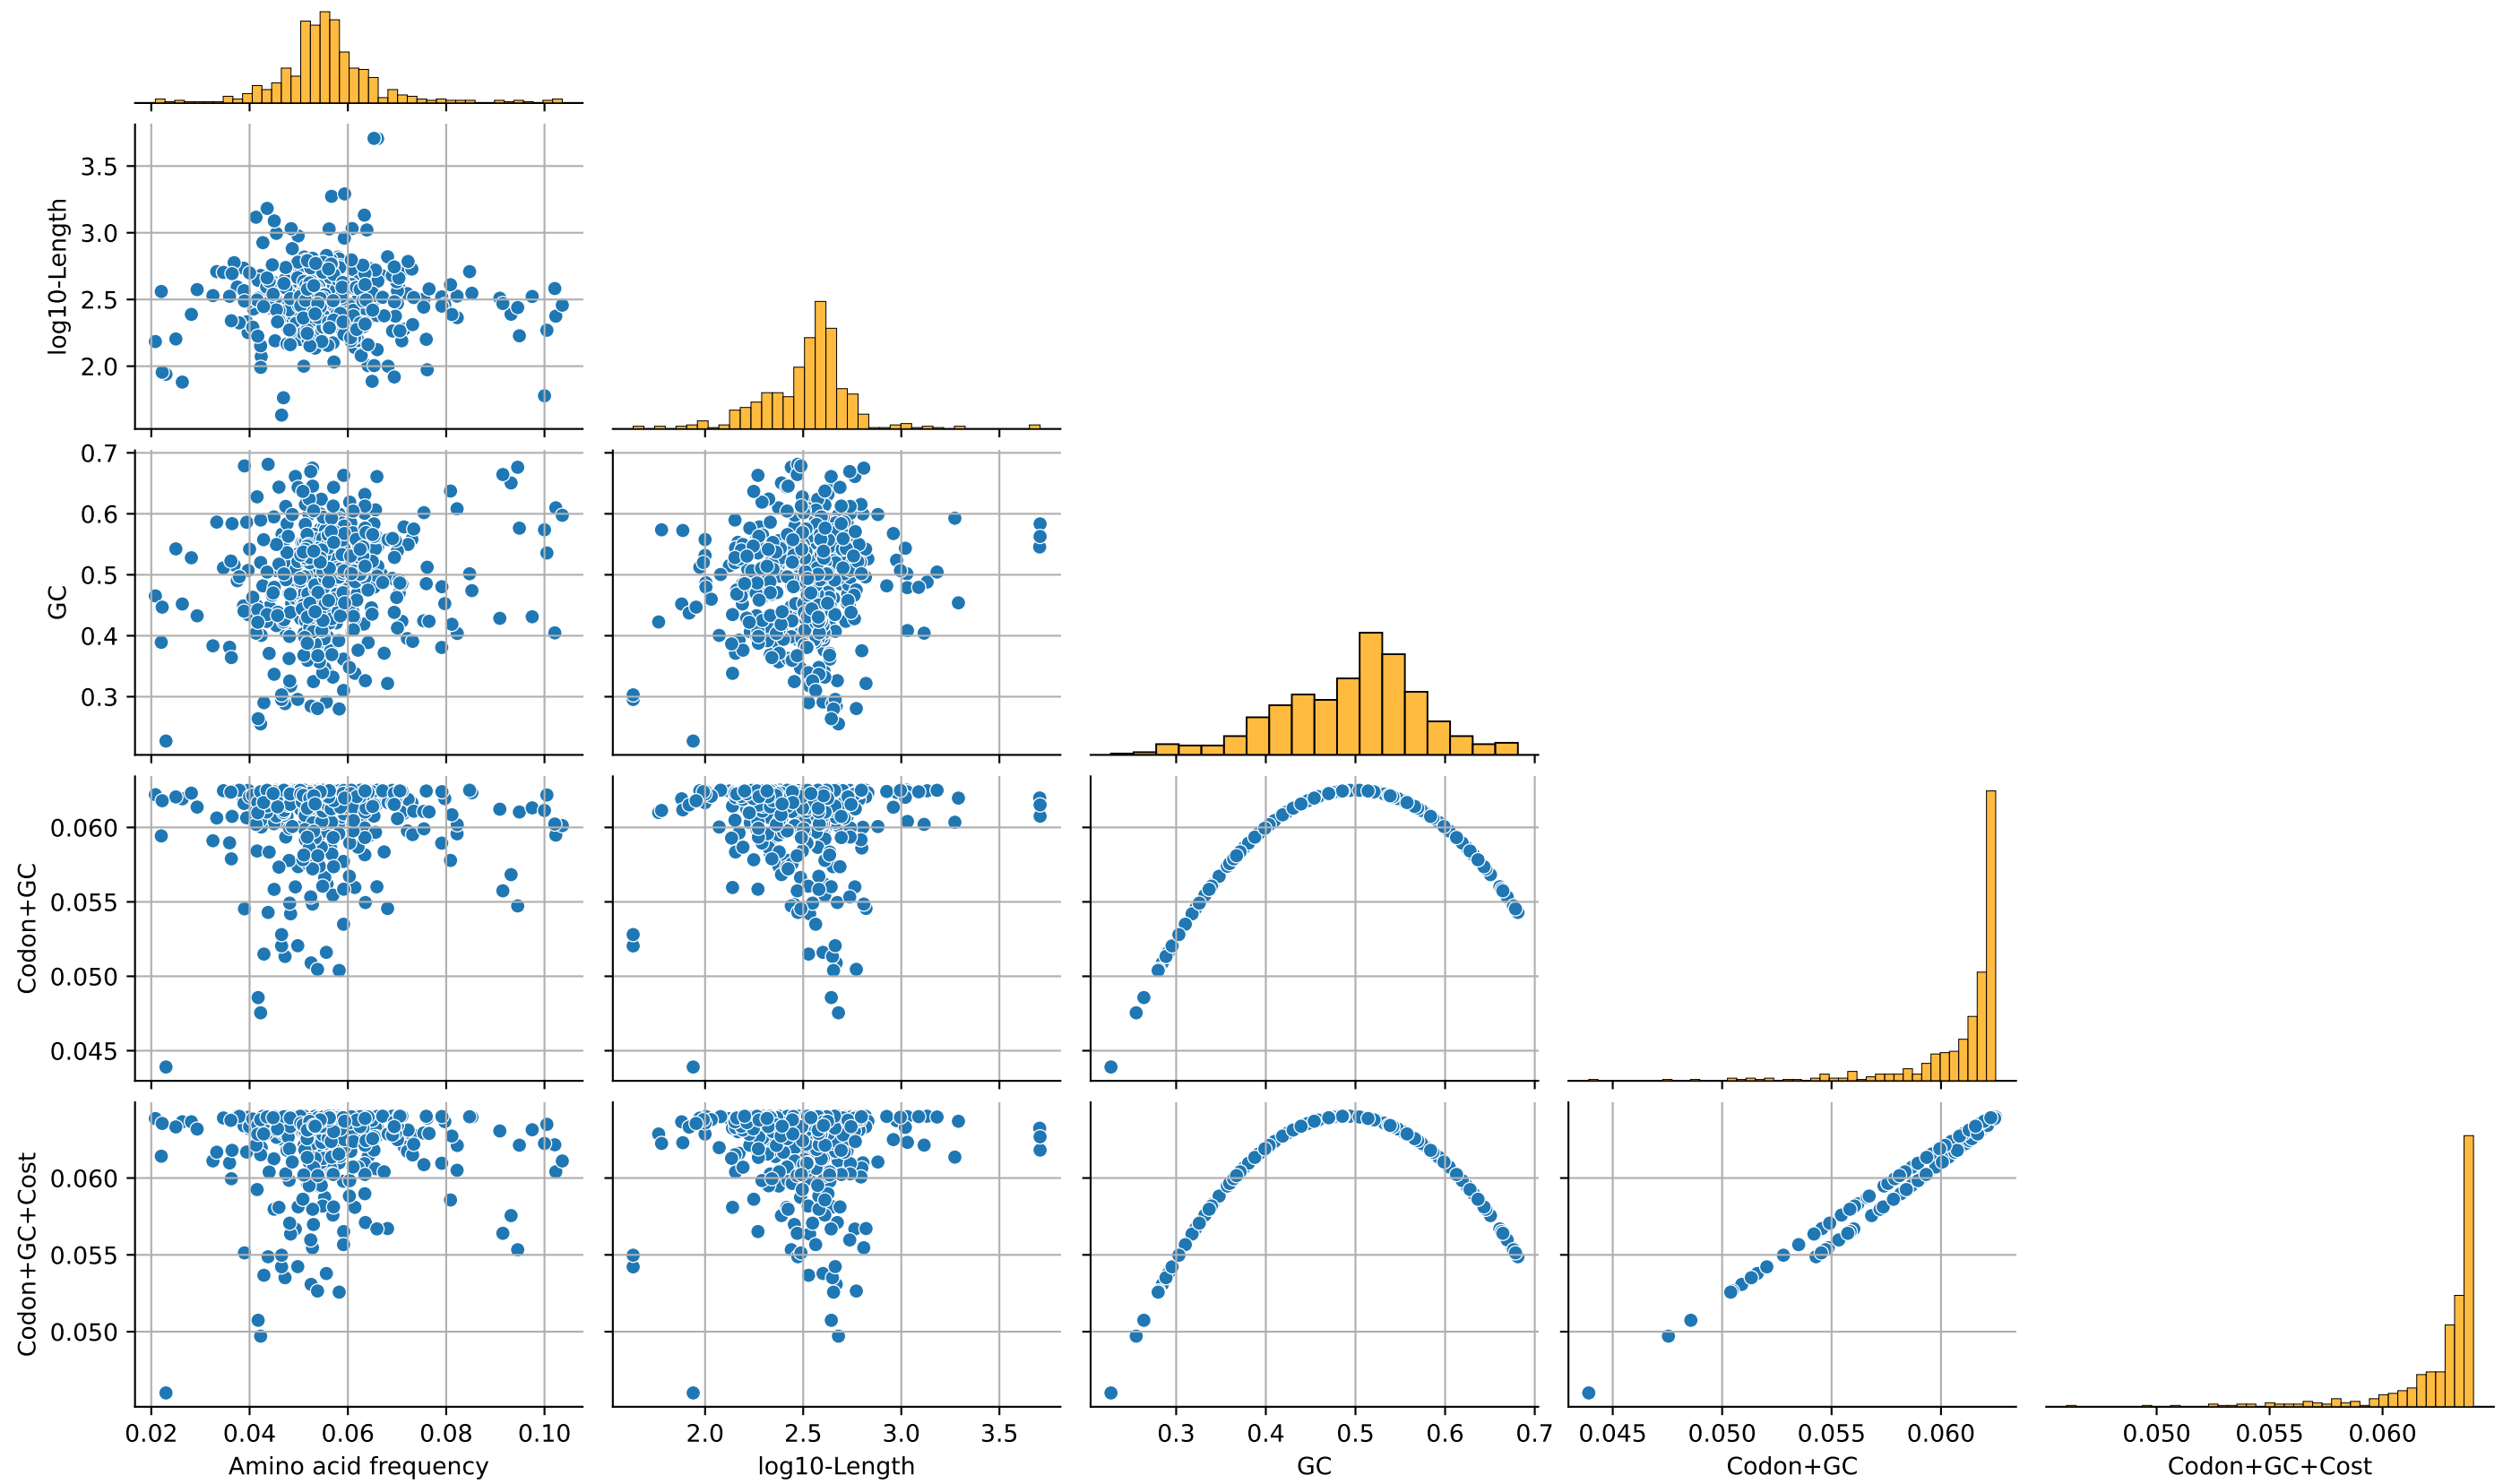 3.5
3.0
2.5
2.0
log10-Length
0.7
0.6
0.5
0.4
0.3
GC
0.060
0.055
0.050
0.045
Codon+GC
0.060
0.055
0.050
Codon+GC+Cost
0.02 0.04 0.06 0.08 0.10
2.0 2.5 3.0 3.5
0.3 0.4 0.5 0.6 0.7
0.045 0.050 0.055 0.060
0.050 0.055 0.060
Amino acid frequency
log10-Length
GC
Codon+GC
Codon+GC+Cost